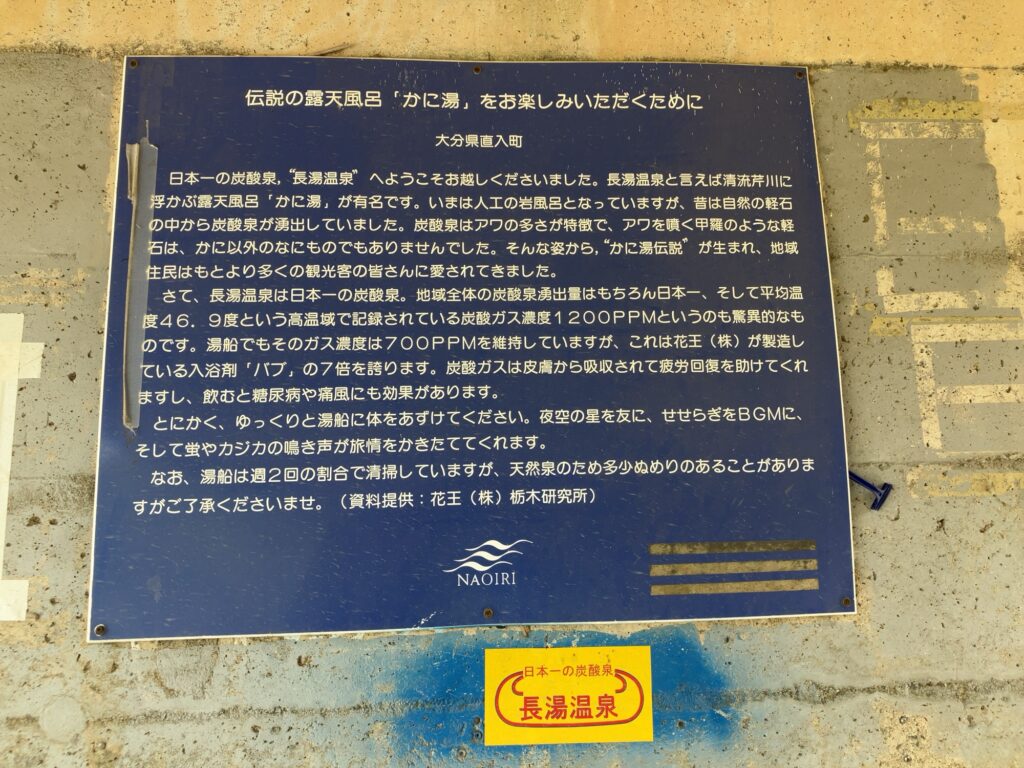 伝説の露天風呂「かに湯」をお楽しみいただくために
大分県直入町
日本一の炭酸泉，“長湯温泉”へようこそお越しくださいました。長湯温泉と言えば清流芹川に
浮かぶ露天風呂「かに湯」が有名です。いまは人工の岩風呂となっていますが、昔は自然の軽石
の中から炭酸泉が湧出していました。炭酸泉はアワの多さが特徴で、アワを噴く甲羅のような軽
石は、かに以外のなにものでもありませんでした。そんな姿から，“かに湯伝説”が生まれ、地域
住民はもとより多くの観光客の皆さんに愛されてきました。
さて、長湯温泉は日本一の炭酸泉。地域全体の炭酸泉湧出量はもちろん日本一、そして平均温
度４６．９度という高温域で記録されている炭酸ガス濃度１２００ＰＰＭというのも驚異的なも
のです。湯船でもそのガス濃度は７００ＰＰＭを維持していますが、これは花王（株）が製造し
ている入浴剤「バブ」の７倍を誇ります。炭酸ガスは皮膚から吸収されて疲労回復を助けてくれ
ますし、飲むと糖尿病や痛風にも効果があります。
とにかく、ゆっくりと湯船に体をあずけてください。夜空の星を友に、せせらぎをＢＧＭに、
そして蛍やカジカの鳴き声が旅情をかきたててくれます。
なお、湯船は週２回の割合で清掃していますが、天然泉のため多少ぬめりのあることがありま
すがご了承くださいませ。（資料提供：花王（株）栃木研究所）
NAOIRI
日本一の炭酸泉
長湯温泉